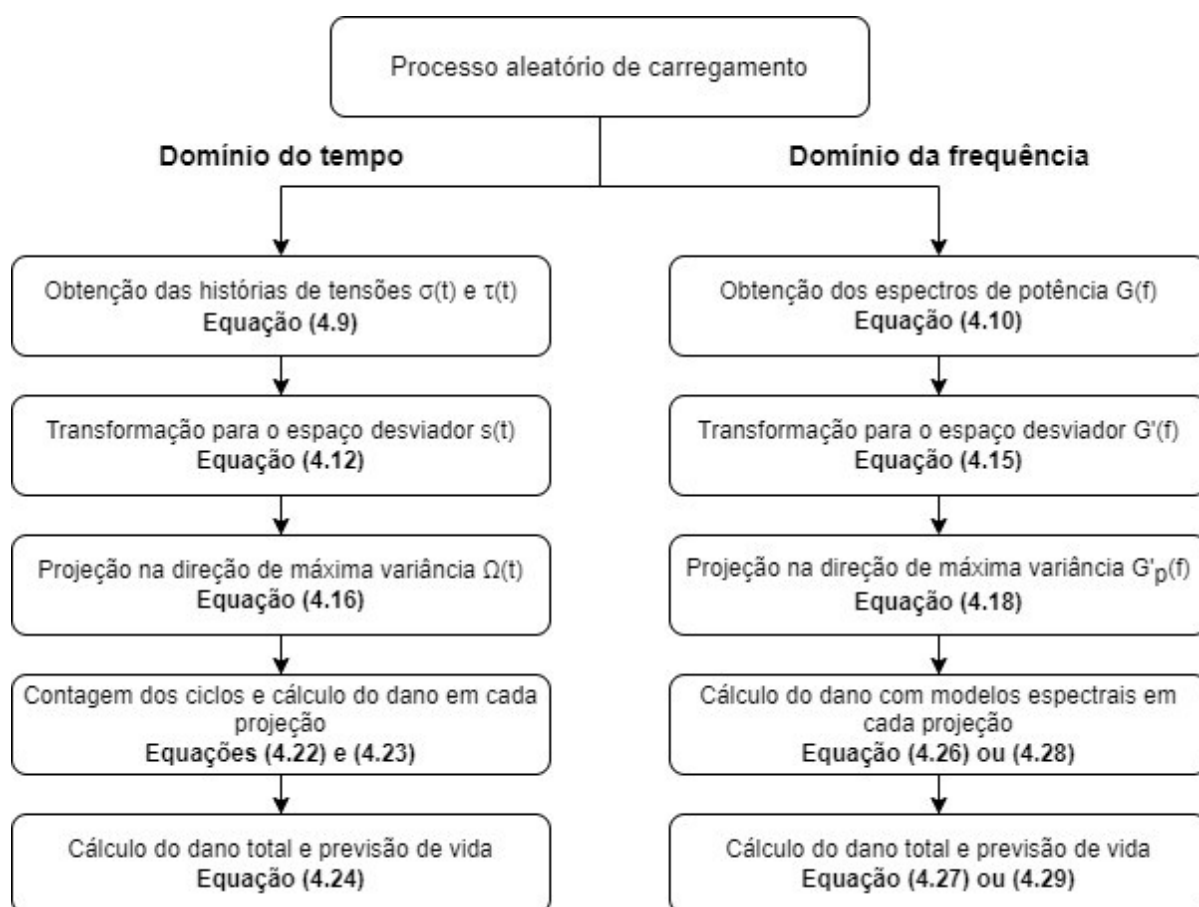 Processo aleatório de carregamento
Domínio do tempo
Domínio da frequência
Obtenção das histórias de tensões σ(t) e τ(t)
Equação (4.9)
Transformação para o espaço desviador s(t)
Equação (4.12)
Projeção na direção de máxima variância Ω(t)
Equação (4.16)
Contagem dos ciclos e cálculo do dano em cada
projeção
Equações (4.22) e (4.23)
Cálculo do dano total e previsão de vida
Equação (4.24)
Obtenção dos espectros de potência G(f)
Equação (4.10)
Transformação para o espaço desviador G'(f)
Equação (4.15)
Projeção na direção de máxima variância G'p(f)
Equação (4.18)
Cálculo do dano com modelos espectrais em
cada projeção
Equação (4.26) ou (4.28)
Cálculo do dano total e previsão de vida
Equação (4.27) ou (4.29)